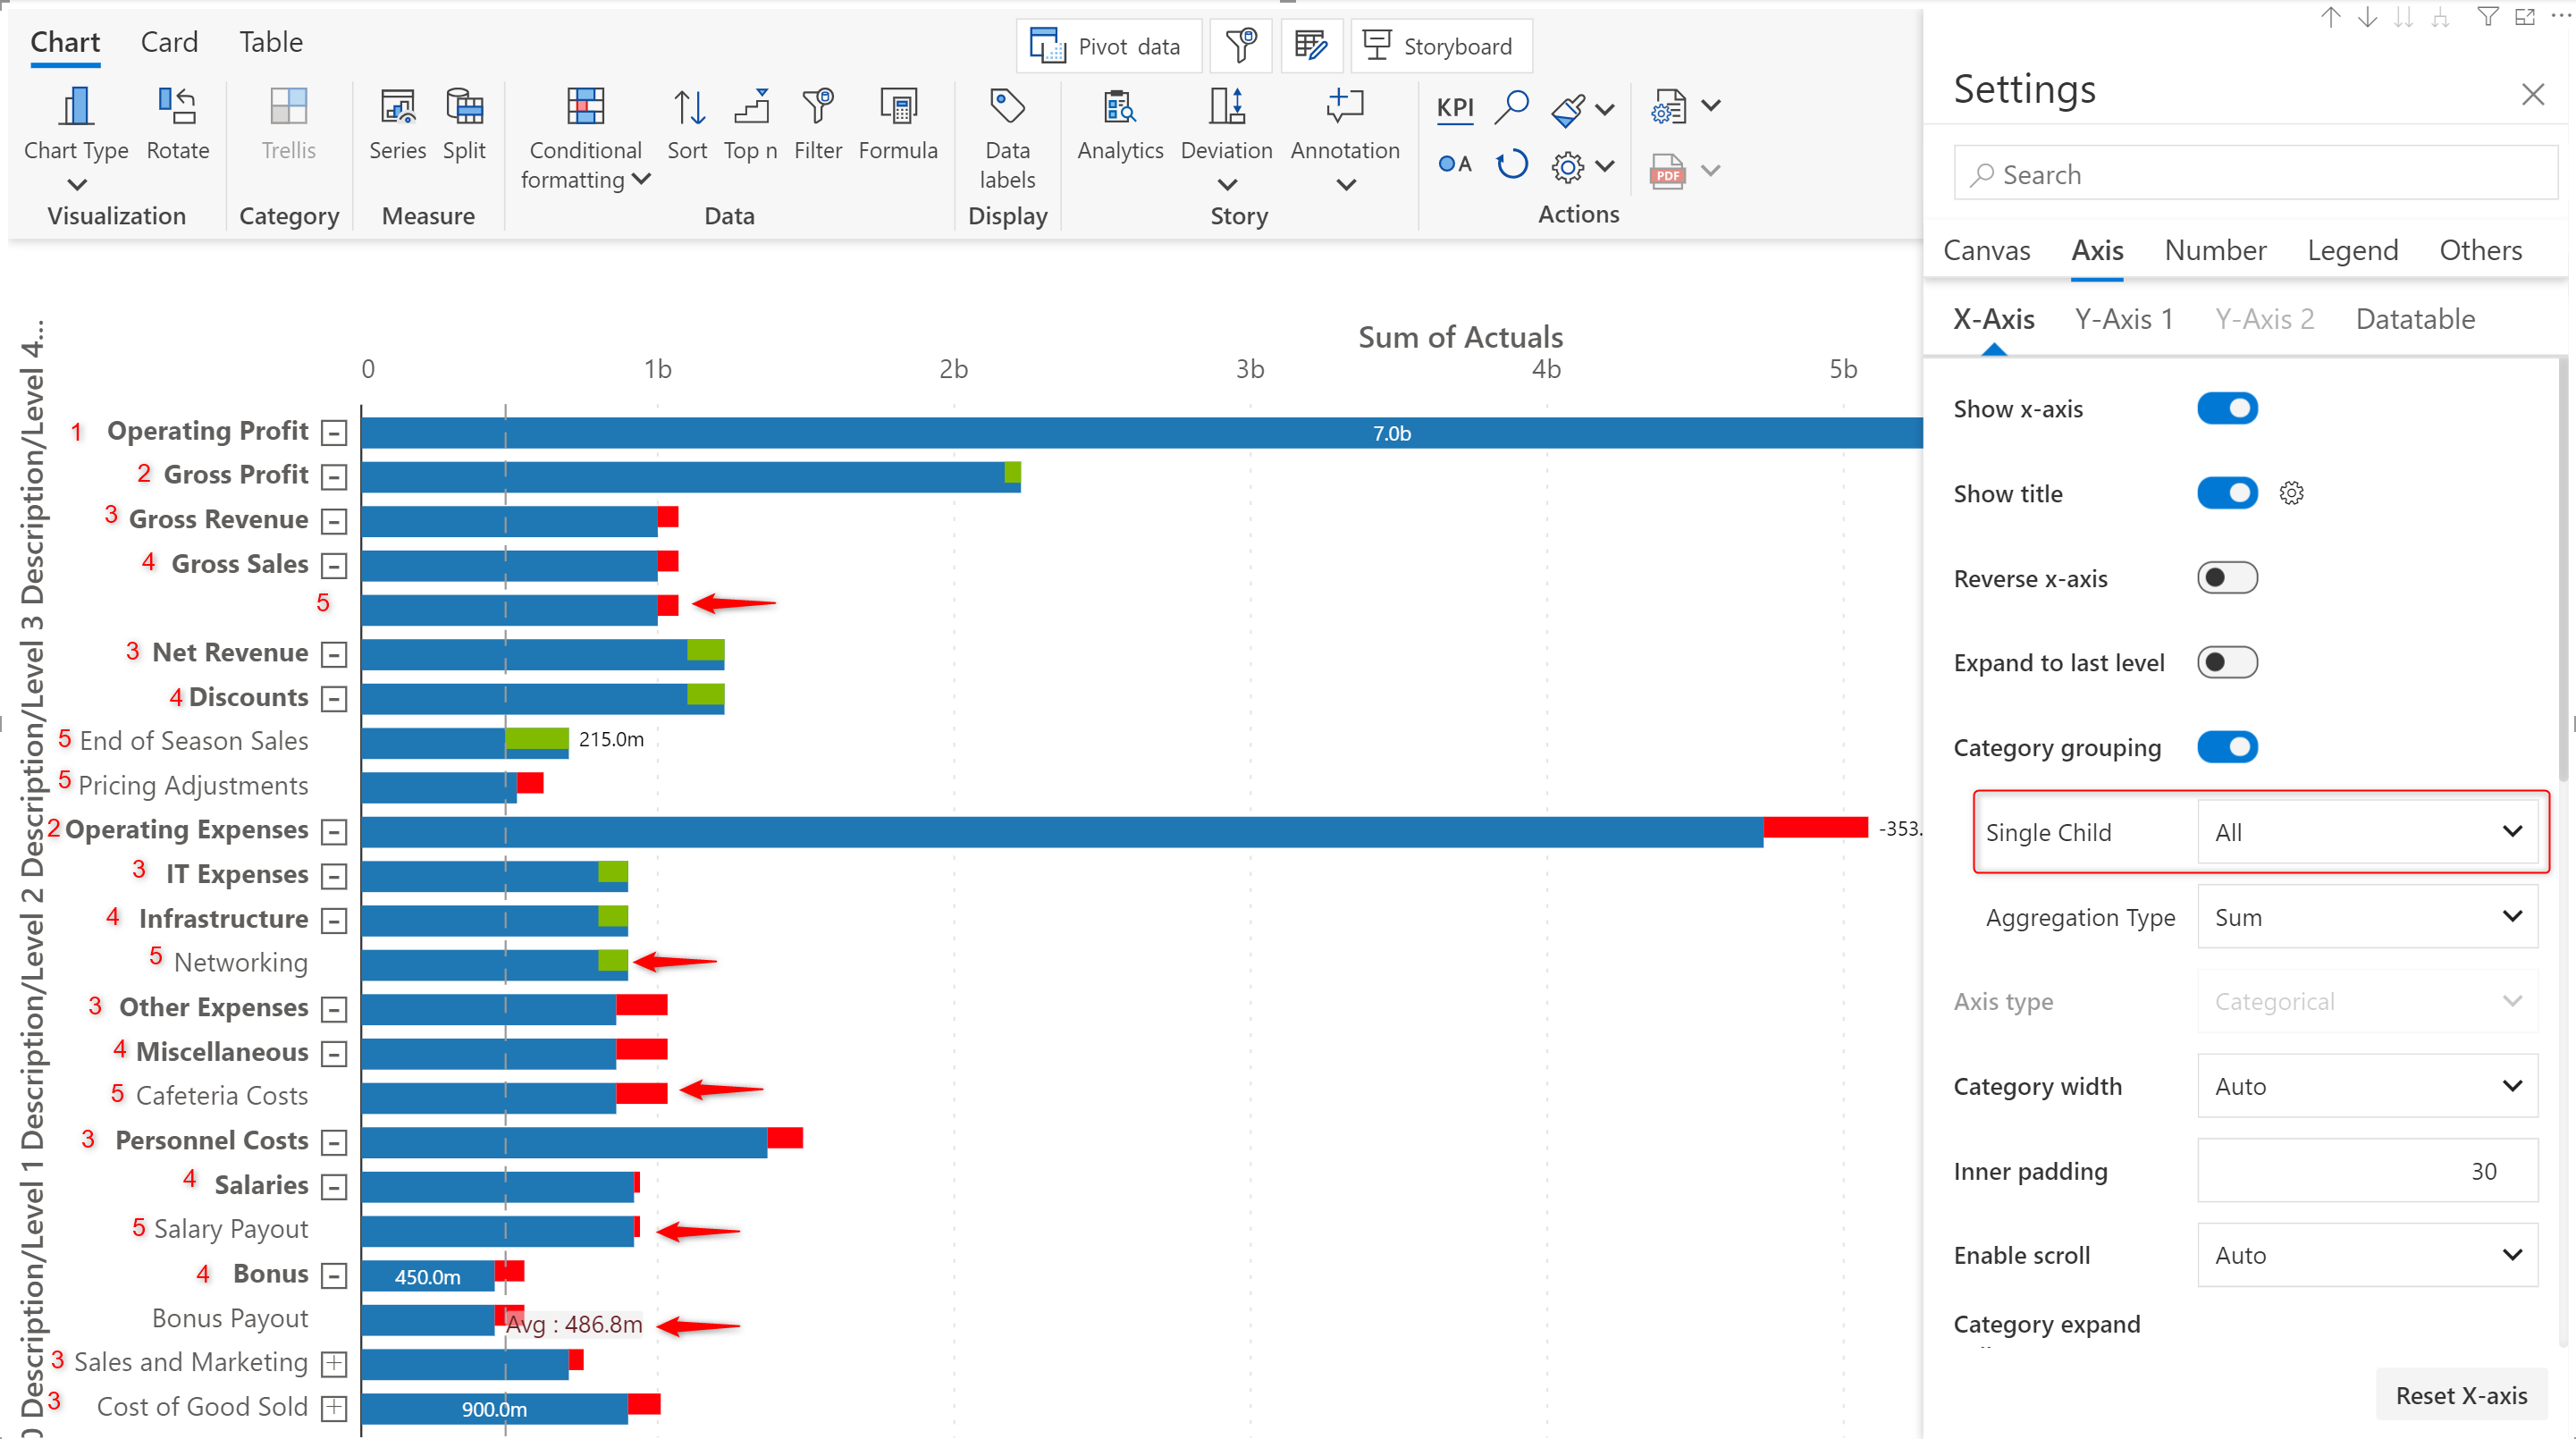 Chart Card Table
Pivot data
Storyboard
Chart Type
Rotate
Trellis
Series
Split
Conditional
formatting
Sort
Top n
Filter
Formula
Data
labels
Analytics
Deviation
Annotation
KPI
A
PDF
Visualization
Category
Measure
Data
Display
Story
Actions
Sum of Actuals
0 1b 2b 3b 4b 5b
0 Description/Level 1 Description/Level 2 Description/Level 3 Description/Level 4...
1 Operating Profit 7.0b
2 Gross Profit
3 Gross Revenue
4 Gross Sales
5
3 Net Revenue
4 Discounts
5 End of Season Sales 215.0m
5 Pricing Adjustments
2 Operating Expenses -353.
3 IT Expenses
4 Infrastructure
5 Networking
3 Other Expenses
4 Miscellaneous
5 Cafeteria Costs
3 Personnel Costs
4 Salaries
5 Salary Payout
4 Bonus 450.0m
Bonus Payout Avg : 486.8m
3 Sales and Marketing
3 Cost of Good Sold 900.0m
Settings
Search
Canvas Axis Number Legend Others
X-Axis Y-Axis 1 Y-Axis 2 Datatable
Show x-axis
Show title
Reverse x-axis
Expand to last level
Category grouping
Single Child All
Aggregation Type Sum
Axis type Categorical
Category width Auto
Inner padding 30
Enable scroll Auto
Category expand
Reset X-axis